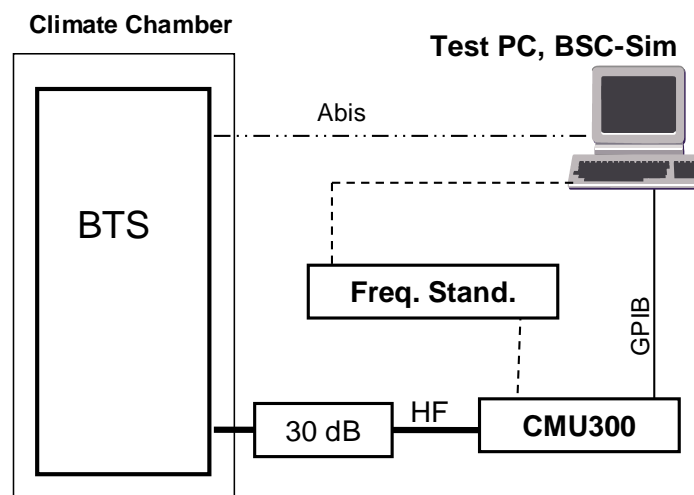 Climate Chamber
Test PC, BSC-Sim
Abis
BTS
Freq. Stand.
GPIB
HF
30 dB
CMU300